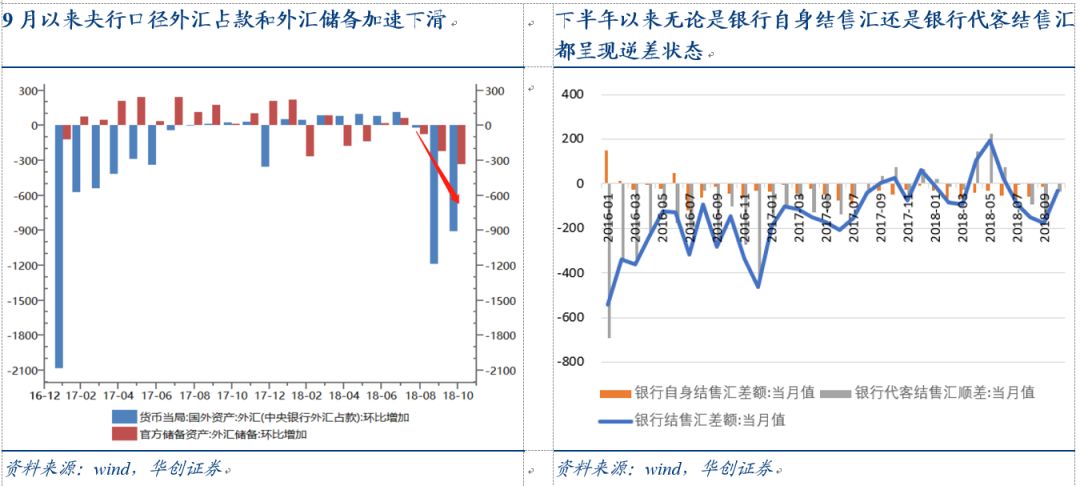 9月以来央行口径外汇占款和外汇储备加速下滑
300
0
-300
-600
-900
-1200
-1500
-1800
-2100
300
0
-300
-600
-900
-1200
-1500
-1800
-2100
16-12 17-02 17-04 17-06 17-08 17-10 17-12 18-02 18-04 18-06 18-08 18-10
货币当局:国外资产:外汇(中央银行外汇占款):环比增加
官方储备资产:外汇储备:环比增加
资料来源：wind，华创证券
下半年以来无论是银行自身结售汇还是银行代客结售汇
都呈现逆差状态
400
200
0
-200
-400
-600
-800
2016-01 2016-03 2016-05 2016-07 2016-09 2016-11 2017-01 2017-03 2017-05 2017-07 2017-09 2017-11 2018-01 2018-03 2018-05 2018-07 2018-09
银行自身结售汇差额:当月值 银行代客结售汇顺差:当月值
银行结售汇差额:当月值
资料来源：wind，华创证券